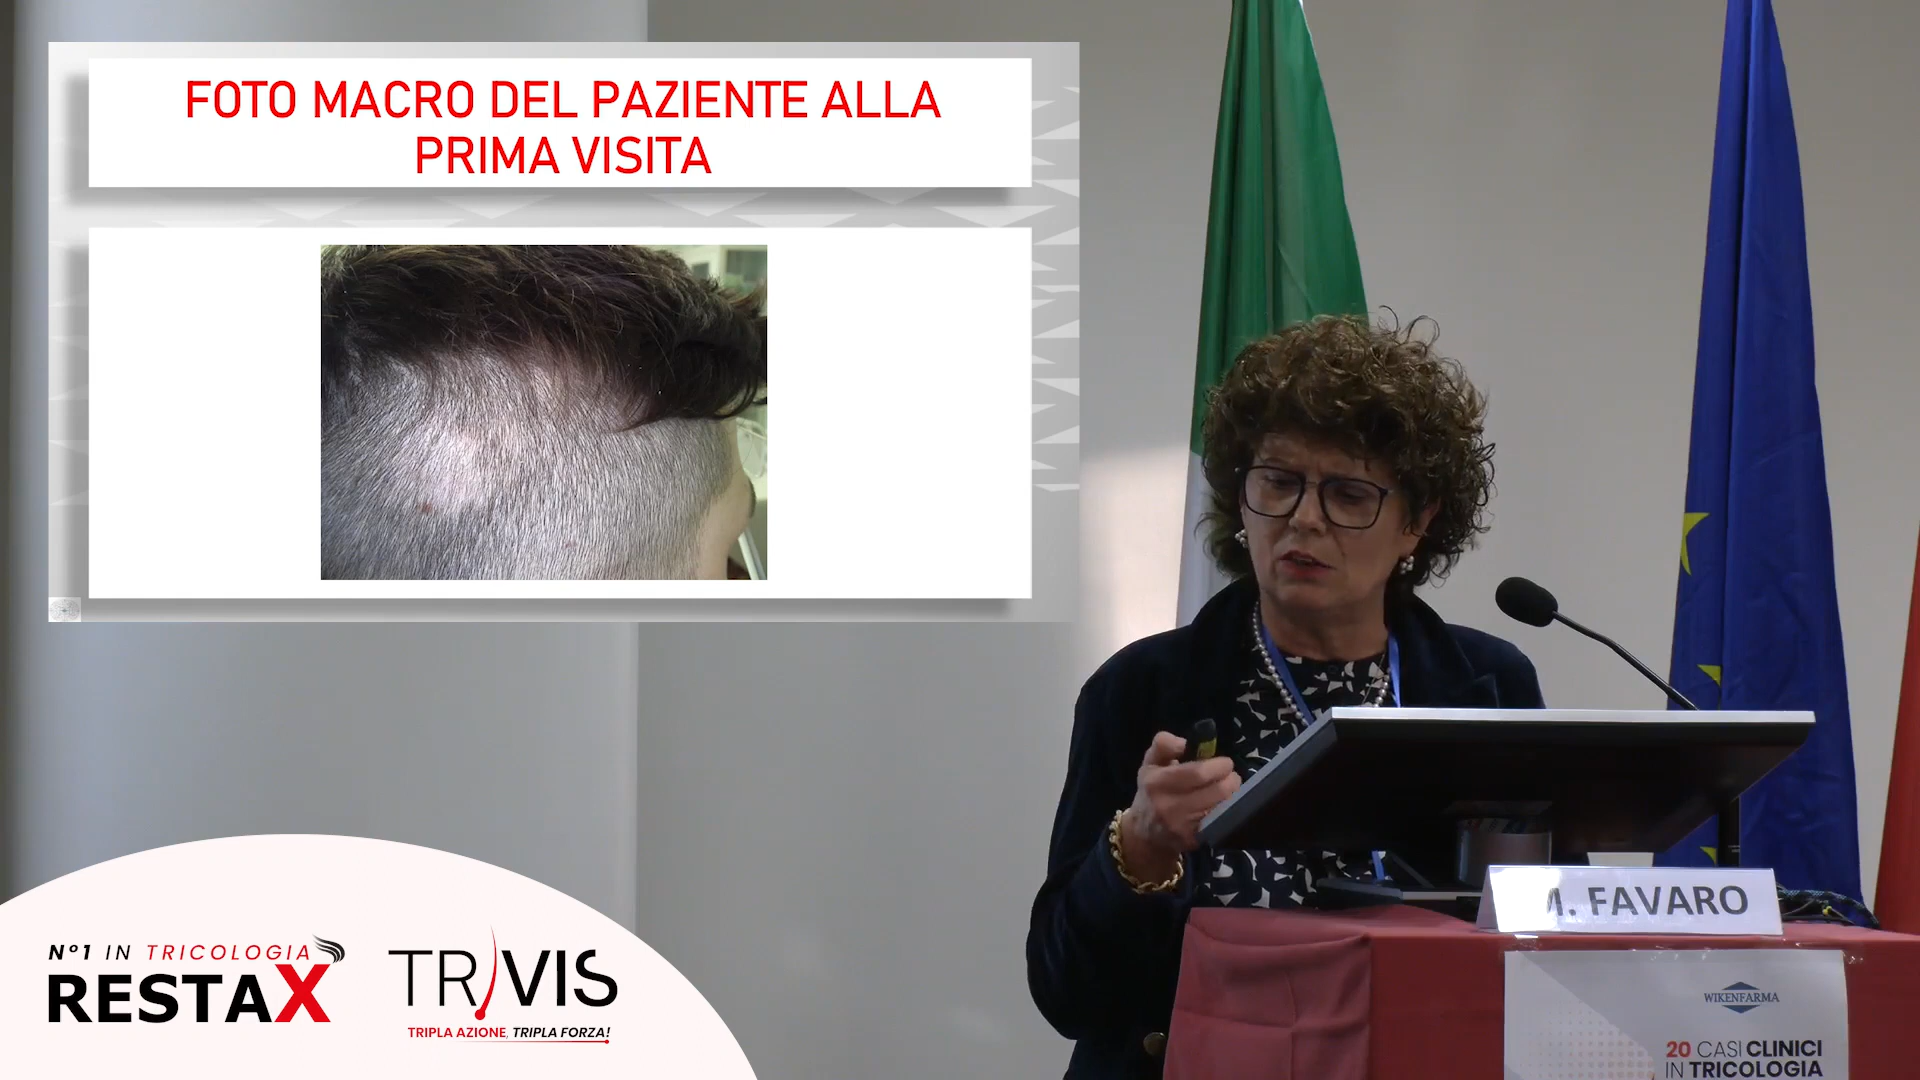 FOTO MACRO DEL PAZIENTE ALLA
PRIMA VISITA
N°1 IN TRICOLOGIA
RESTAX
TRIVIS
TRIPLA AZIONE, TRIPLA FORZA!
M. FAVARO
WIKENFARMA
20 CASI CLINICI
IN TRICOLOGIA